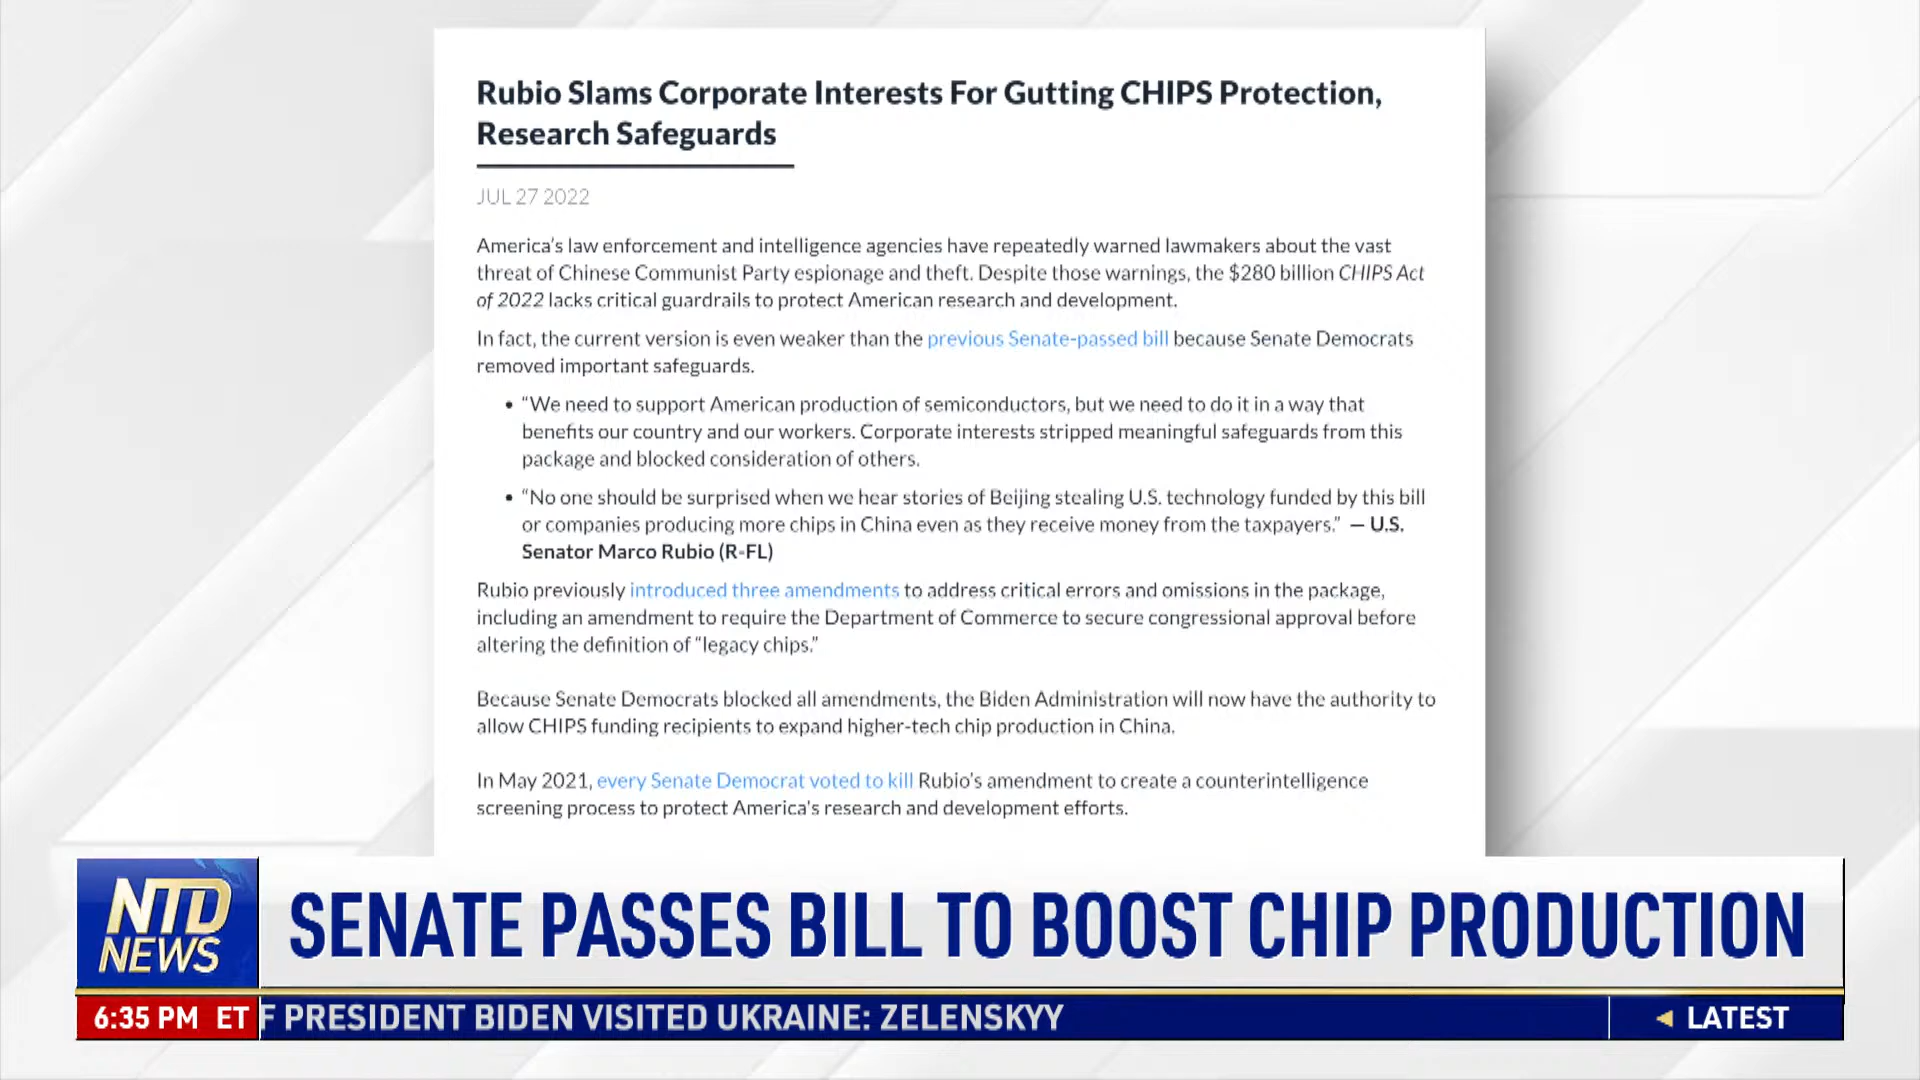 Rubio Slams Corporate Interests For Gutting CHIPS Protection,
Research Safeguards
JUL 27 2022
America's law enforcement and intelligence agencies have repeatedly warned lawmakers about the vast
threat of Chinese Communist Party espionage and theft. Despite those warnings, the $280 billion CHIPS Act
of 2022 lacks critical guardrails to protect American research and development.
In fact, the current version is even weaker than the previous Senate-passed bill because Senate Democrats
removed important safeguards.
• “We need to support American production of semiconductors, but we need to do it in a way that
benefits our country and our workers. Corporate interests stripped meaningful safeguards from this
package and blocked consideration of others.
• “No one should be surprised when we hear stories of Beijing stealing U.S. technology funded by this bill
or companies producing more chips in China even as they receive money from the taxpayers.” — U.S.
Senator Marco Rubio (R-FL)
Rubio previously introduced three amendments to address critical errors and omissions in the package,
including an amendment to require the Department of Commerce to secure congressional approval before
altering the definition of “legacy chips.”
Because Senate Democrats blocked all amendments, the Biden Administration will now have the authority to
allow CHIPS funding recipients to expand higher-tech chip production in China.
In May 2021, every Senate Democrat voted to kill Rubio's amendment to create a counterintelligence
screening process to protect America's research and development efforts.
NTD
NEWS
SENATE PASSES BILL TO BOOST CHIP PRODUCTION
6:35 PM ET
F PRESIDENT BIDEN VISITED UKRAINE: ZELENSKYY
LATEST